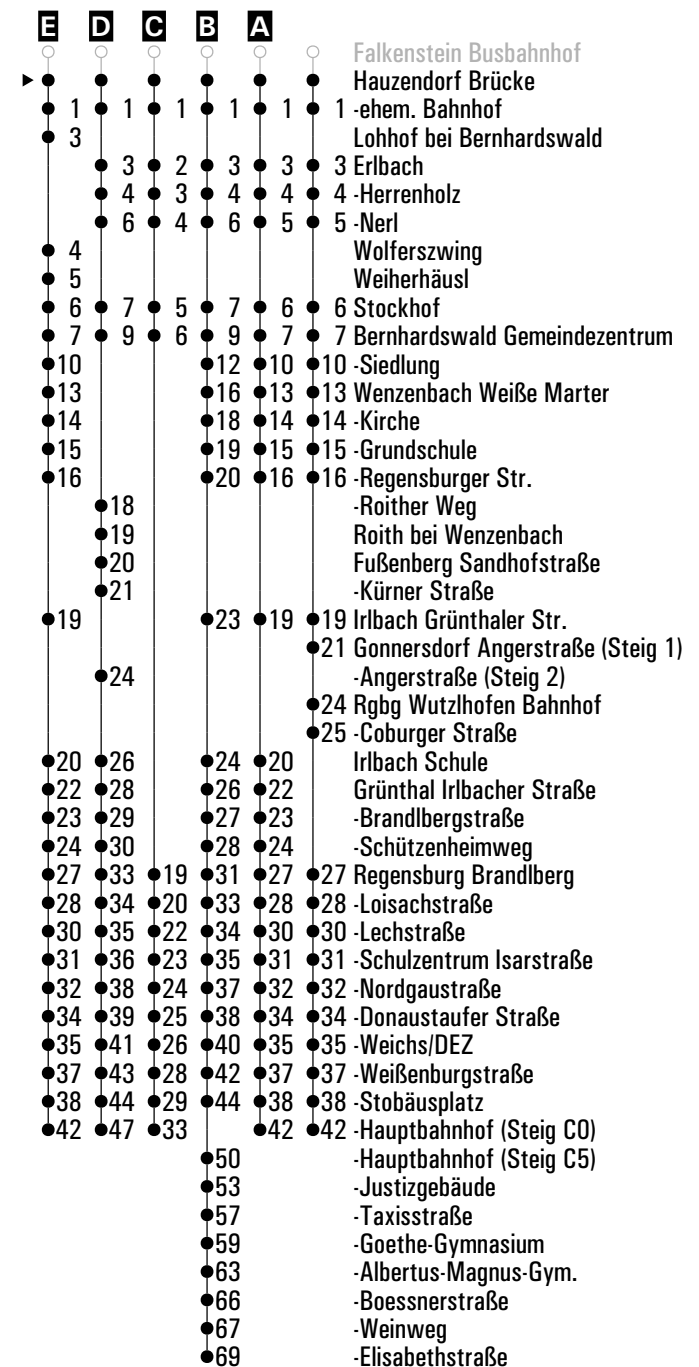 E D C B A
Falkenstein Busbahnhof
Hauzendorf Brücke
1 1 1 1 1 1 -ehem. Bahnhof
3 Lohhof bei Bernhardswald
3 2 3 3 3 Erlbach
4 3 4 4 4 -Herrenholz
6 4 6 5 5 -Nerl
4 Wolferszwing
5 Weiherhäusl
6 7 5 7 6 6 Stockhof
7 9 6 9 7 7 Bernhardswald Gemeindezentrum
10 12 10 10 -Siedlung
13 16 13 13 Wenzenbach Weiße Marter
14 18 14 14 -Kirche
15 19 15 15 -Grundschule
16 20 16 16 -Regensburger Str.
18 -Roither Weg
19 Roith bei Wenzenbach
20 Fußenberg Sandhofstraße
21 -Kürner Straße
19 23 19 19 Irlbach Grünthaler Str.
21 Gonnersdorf Angerstraße (Steig 1)
24 -Angerstraße (Steig 2)
24 Rgbg Wutzlhofen Bahnhof
25 -Coburger Straße
20 26 24 20 Irlbach Schule
22 28 26 22 Grünthal Irlbacher Straße
23 29 27 23 -Brandlbergstraße
24 30 28 24 -Schützenheimweg
27 33 19 31 27 27 Regensburg Brandlberg
28 34 20 33 28 28 -Loisachstraße
30 35 22 34 30 30 -Lechstraße
31 36 23 35 31 31 -Schulzentrum Isarstraße
32 38 24 37 32 32 -Nordgaustraße
34 39 25 38 34 34 -Donaustaufer Straße
35 41 26 40 35 35 -Weichs/DEZ
37 43 28 42 37 37 -Weißenburgstraße
38 44 29 44 38 38 -Stobäusplatz
42 47 33 42 42 -Hauptbahnhof (Steig C0)
50 -Hauptbahnhof (Steig C5)
53 -Justizgebäude
57 -Taxisstraße
59 -Goethe-Gymnasium
63 -Albertus-Magnus-Gym.
66 -Boessnerstraße
67 -Weinweg
69 -Elisabethstraße